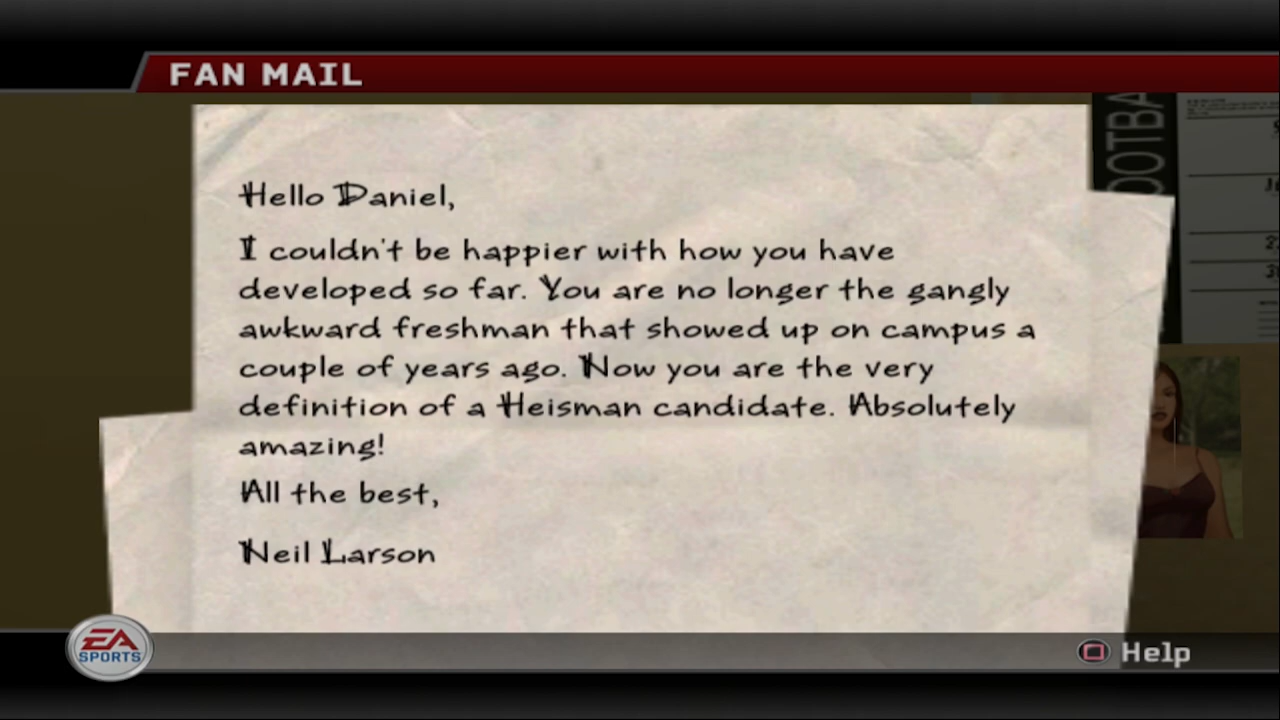 FAN MAIL
OOTBA
Hello Daniel,
I couldn't be happier with how you have
developed so far. You are no longer the gangly
awkward freshman that showed up on campus a
couple of years ago. Now you are the very
definition of a Heisman candidate. Absolutely
amazing!
All the best,
Neil Larson
EA
SPORTS
Help